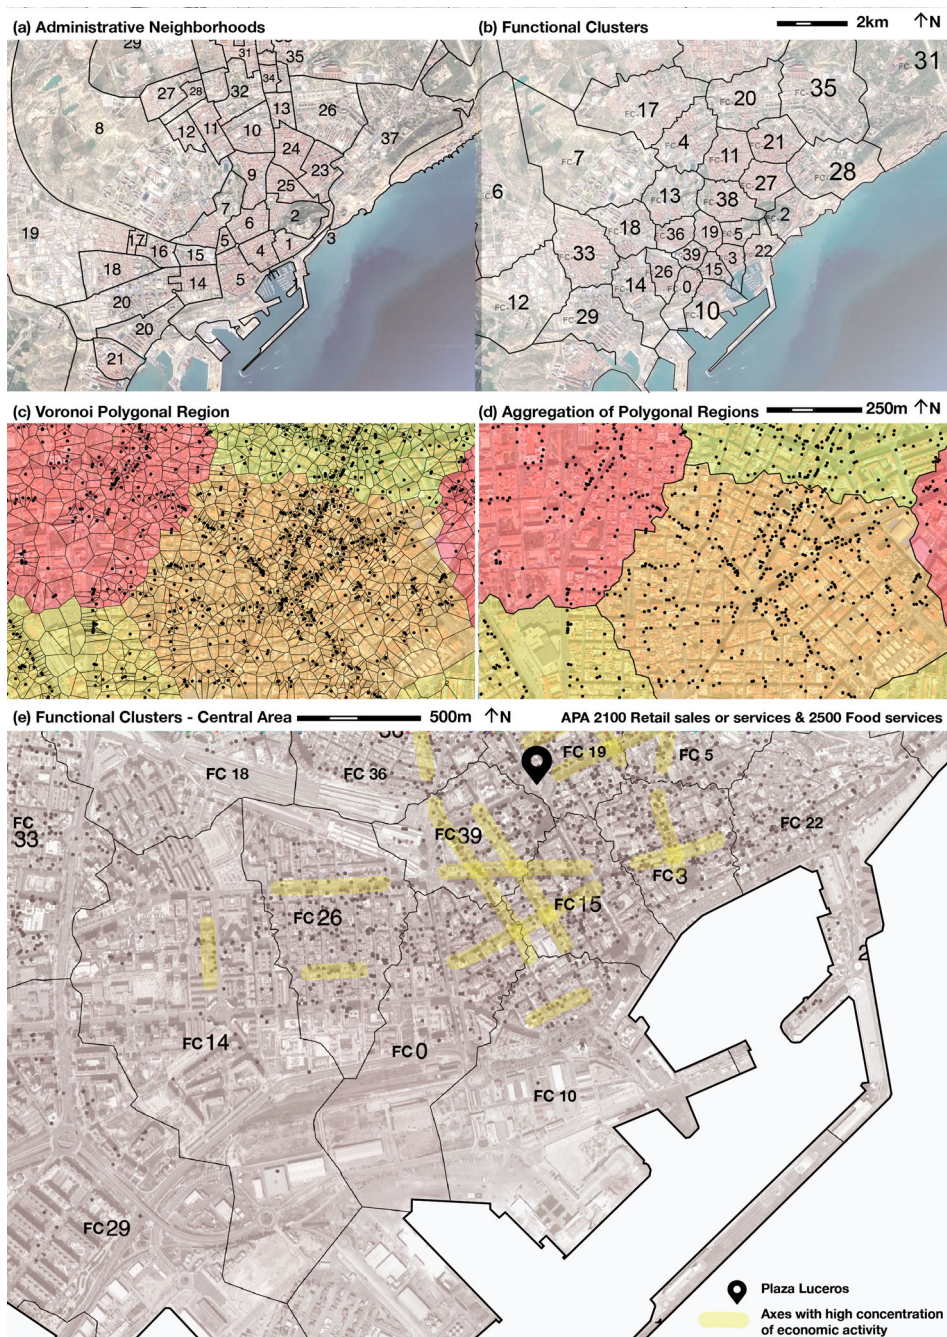 (a) Administrative Neighborhoods
(b) Functional Clusters
2km
N
29
31
35
34
27
28
32
13
26
8
12
11
10
37
24
9
23
25
7
2
6
19
17
16
5
4
1
3
15
18
14
5
20
20
21
FC-31
FC-20
FC-35
FC-17
FC-4
FC-21
FC-7
FC-11
FC-28
FC-27
FC-6
FC-13
FC-38
FC-2
FC-18
FC-36
19
FC-5
FC-33
39
3
22
26
15
FC-14
FC-0
FC-12
FC-29
FC-10
(c) Voronoi Polygonal Region
(d) Aggregation of Polygonal Regions
250m
N
(e) Functional Clusters - Central Area
500m
N
APA 2100 Retail sales or services & 2500 Food services
FC 19
FC 5
FC 18
FC 36
FC
33
FC 39
FC 22
FC 3
FC 26
FC 15
FC 14
FC 0
FC 10
FC 29
Plaza Luceros
Axes with high concentration
of economic activity